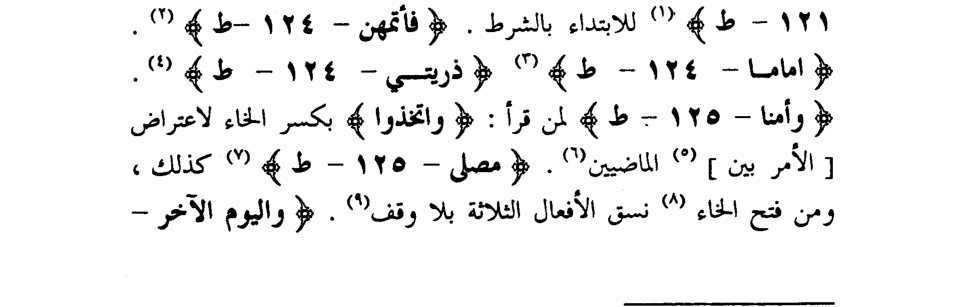 ١٢١ – ط ﴾ (١) للابتداء بالشرط . ﴿ فأتمهن – ١٢٤ –ط ﴾ (٢) .
﴿ اماما – ١٢٤ – ط ﴾ (٣) ﴿ ذريتي – ١٢٤ – ط ﴾ (٤) .
﴿ وأمنا – ١٢٥ – ط ﴾ لمن قرأ : ﴿ واتخذوا ﴾ بكسر الخاء لاعتراض
[ الأمر بين ] (٥) الماضيين(٦) . ﴿ مصلى – ١٢٥ – ط ﴾ (٧) كذلك ،
ومن فتح الخاء (٨) نسق الأفعال الثلاثة بلا وقف(٩) . ﴿ واليوم الآخر –